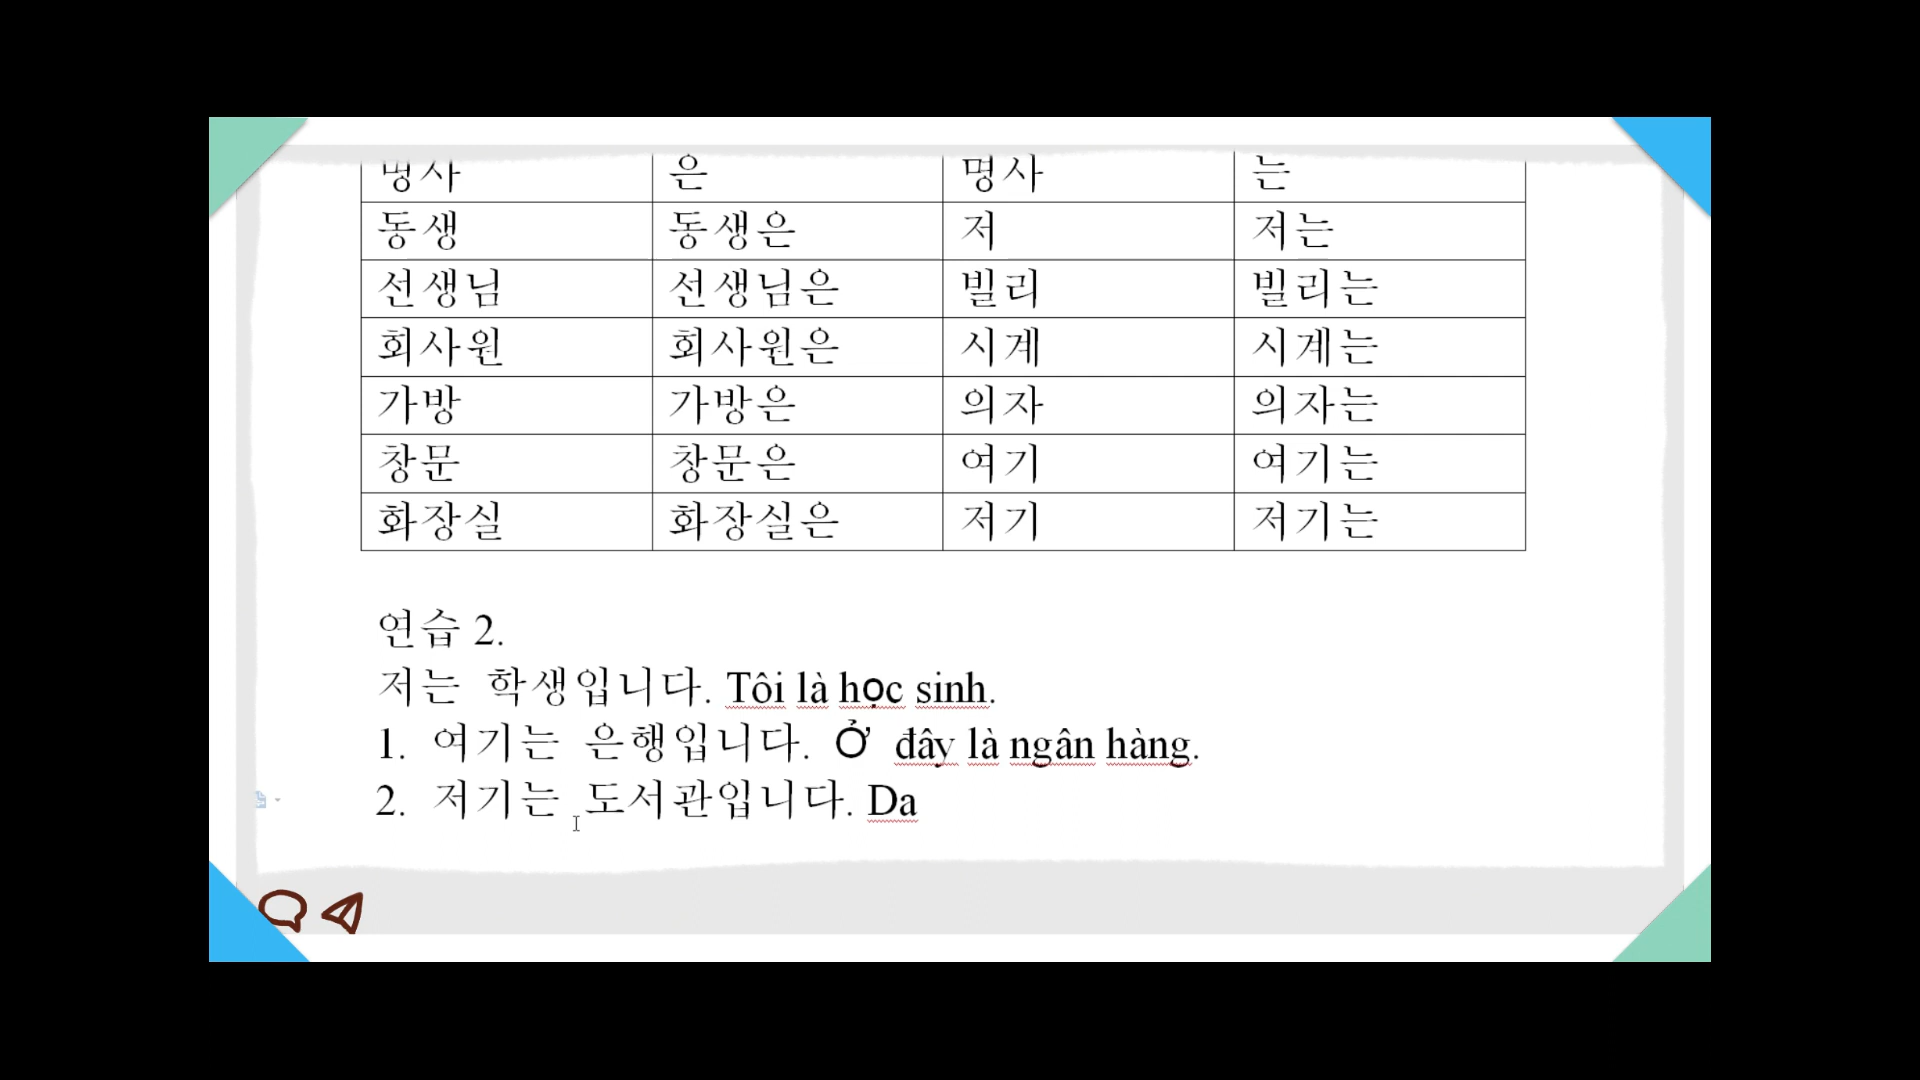 명사 은 명사 는
동생 동생은 저 저는
선생님 선생님은 빌리 빌리는
회사원 회사원은 시계 시계는
가방 가방은 의자 의자는
창문 창문은 여기 여기는
화장실 화장실은 저기 저기는
연습 2.
저는 학생입니다. Tôi là học sinh.
1. 여기는 은행입니다. Ở đây là ngân hàng.
2. 저기는 도서관입니다. Da